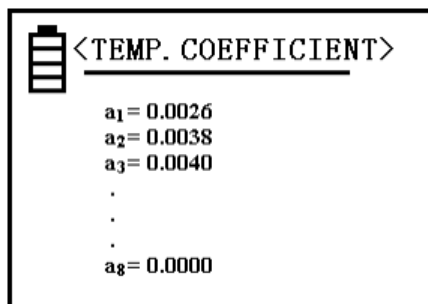 <TEMP. COEFFICIENT>
a1= 0.0026
a2= 0.0038
a3= 0.0040
.
.
.
a8= 0.0000